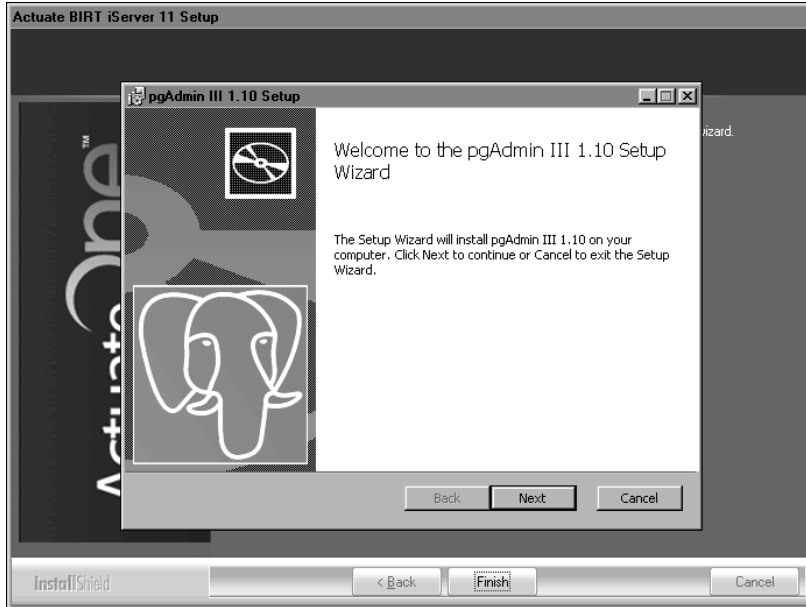 Actuate BIRT iServer 11 Setup
pgAdmin III 1.10 Setup
izard.
Welcome to the pgAdmin III 1.10 Setup
Wizard
The Setup Wizard will install pgAdmin III 1.10 on your
computer. Click Next to continue or Cancel to exit the Setup
Wizard.
ActuateOne™
Back Next Cancel
InstallShield
< Back Finish Cancel